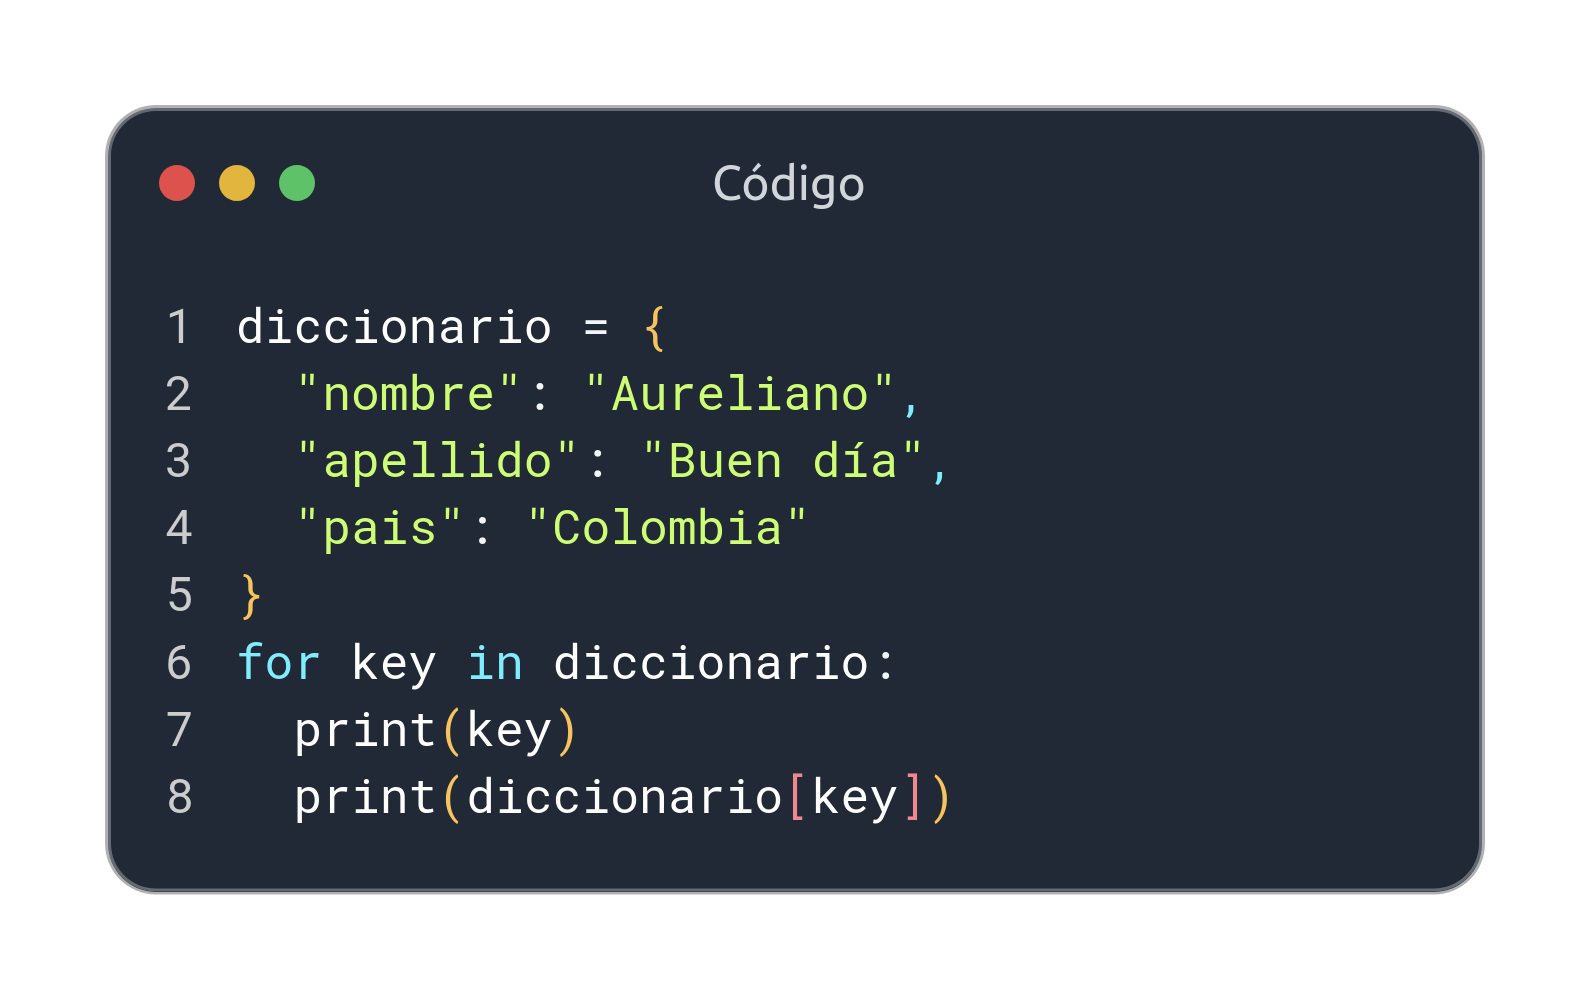 Código
1 diccionario = {
2   "nombre": "Aureliano",
3   "apellido": "Buen día",
4   "pais": "Colombia"
5 }
6 for key in diccionario:
7   print(key)
8   print(diccionario[key])